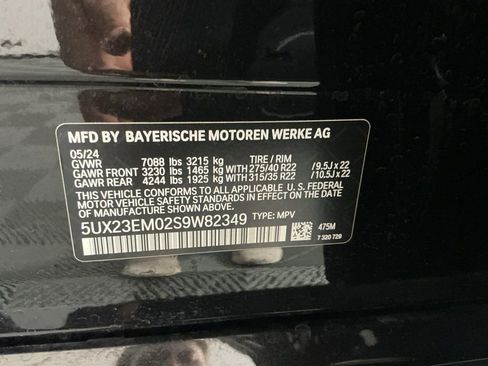 MFD BY BAYERISCHE MOTOREN WERKE AG
05/24
GVWR 7088 lbs 3215 kg TIRE / RIM
GAWR FRONT 3230 lbs 1465 kg WITH 275/40 R22 / 9.5J x 22
GAWR REAR 4244 lbs 1925 kg WITH 315/35 R22 / 10.5J x 22
THIS VEHICLE CONFORMS TO ALL APPLICABLE
FEDERAL MOTOR VEHICLE SAFETY STANDARDS IN EFFECT
ON THE DATE OF MANUFACTURE SHOWN ABOVE.
5UX23EM02S9W82349 TYPE: MPV
475M
7 320 729